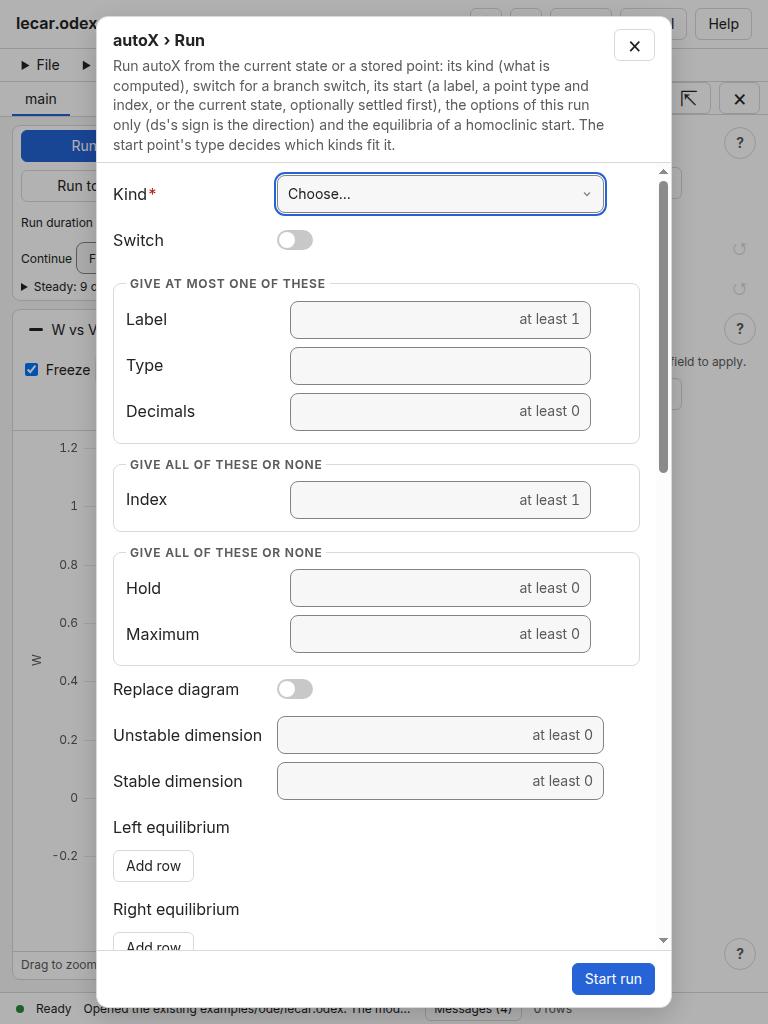 lecar.odex
Help
File
main
autoX › Run
Run autoX from the current state or a stored point: its kind (what is
computed), switch for a branch switch, its start (a label, a point type and
index, or the current state, optionally settled first), the options of this run
only (ds's sign is the direction) and the equilibria of a homoclinic start. The
start point's type decides which kinds fit it.
×
×
Run
Run to
Run duration
Continue F
Steady: 9
W vs V
Freeze
?
?
field to apply.
Kind*
Choose...
Switch
GIVE AT MOST ONE OF THESE
Label at least 1
Type
Decimals at least 0
GIVE ALL OF THESE OR NONE
Index at least 1
GIVE ALL OF THESE OR NONE
Hold at least 0
Maximum at least 0
Replace diagram
Unstable dimension at least 0
Stable dimension at least 0
Left equilibrium
Add row
Right equilibrium
Add row
Start run
1.2
1
0.8
0.6
W
0.4
0.2
0
-0.2
Drag to zoom
?
Ready Opened the existing examples/ode/lecar.odex. The mod... Messages (4) 0 rows